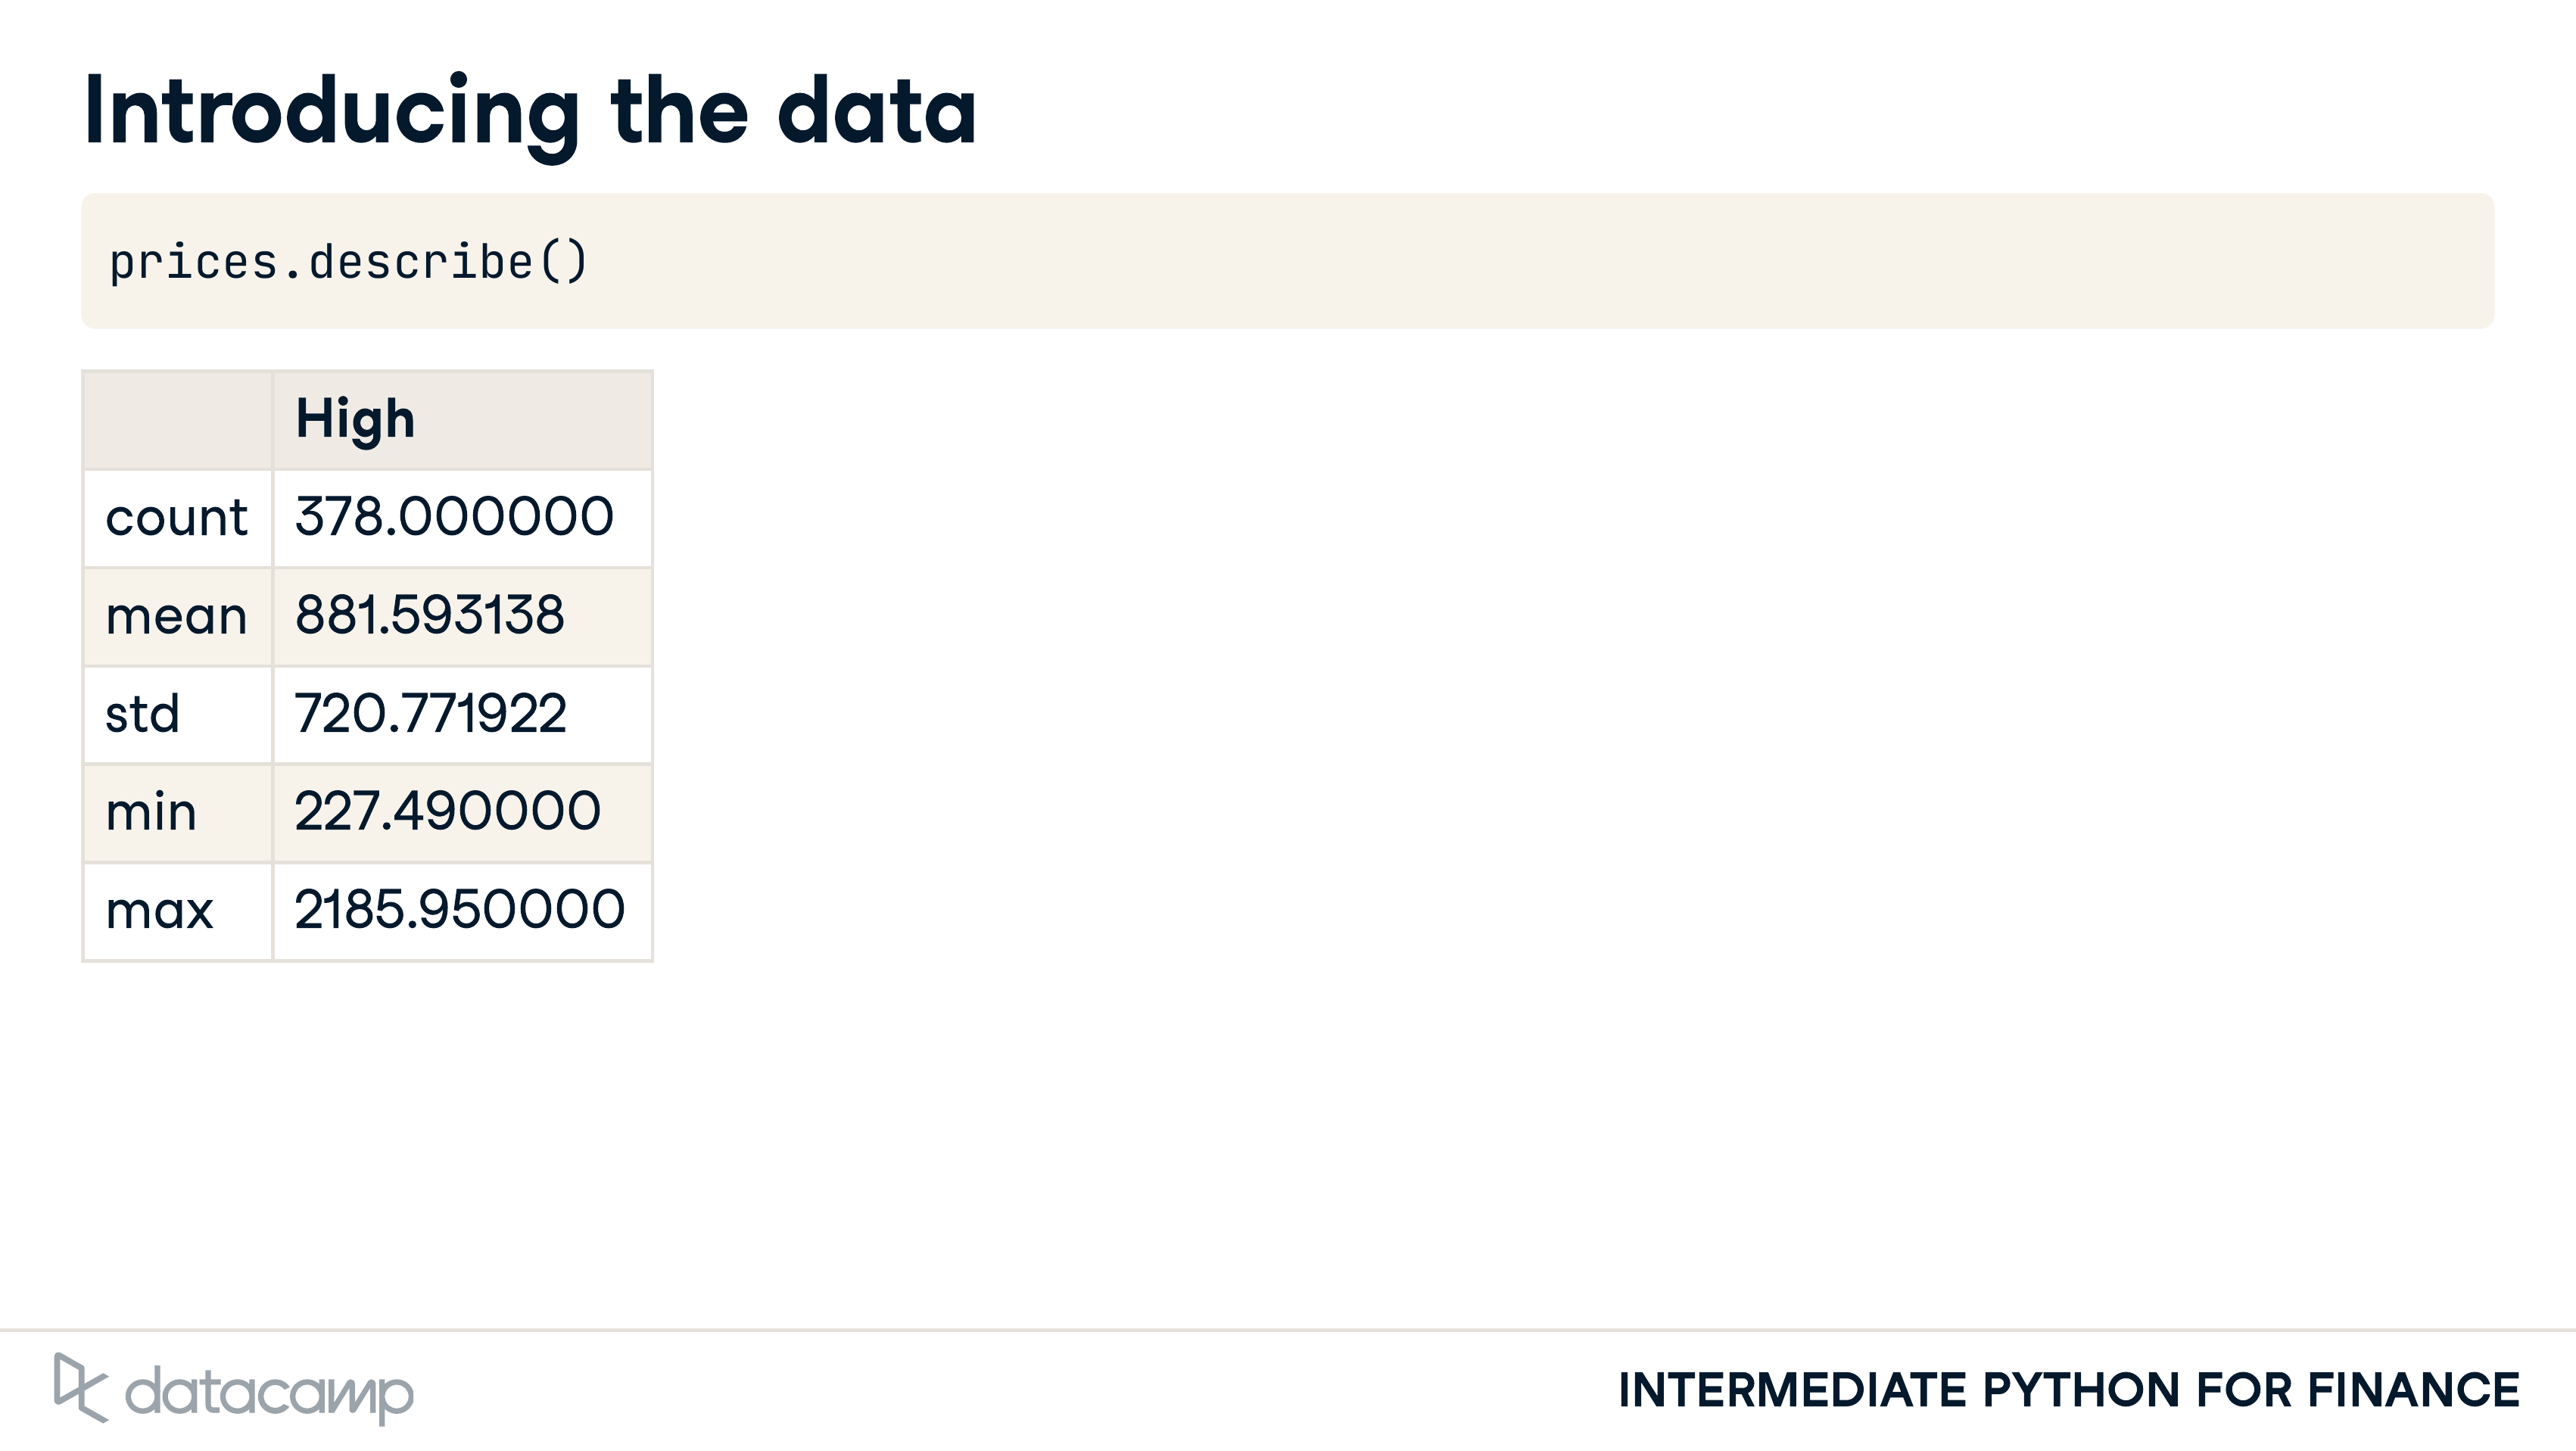 Introducing the data
prices.describe()
High
count 378.000000
mean 881.593138
std 720.771922
min 227.490000
max 2185.950000
datacamp
INTERMEDIATE PYTHON FOR FINANCE